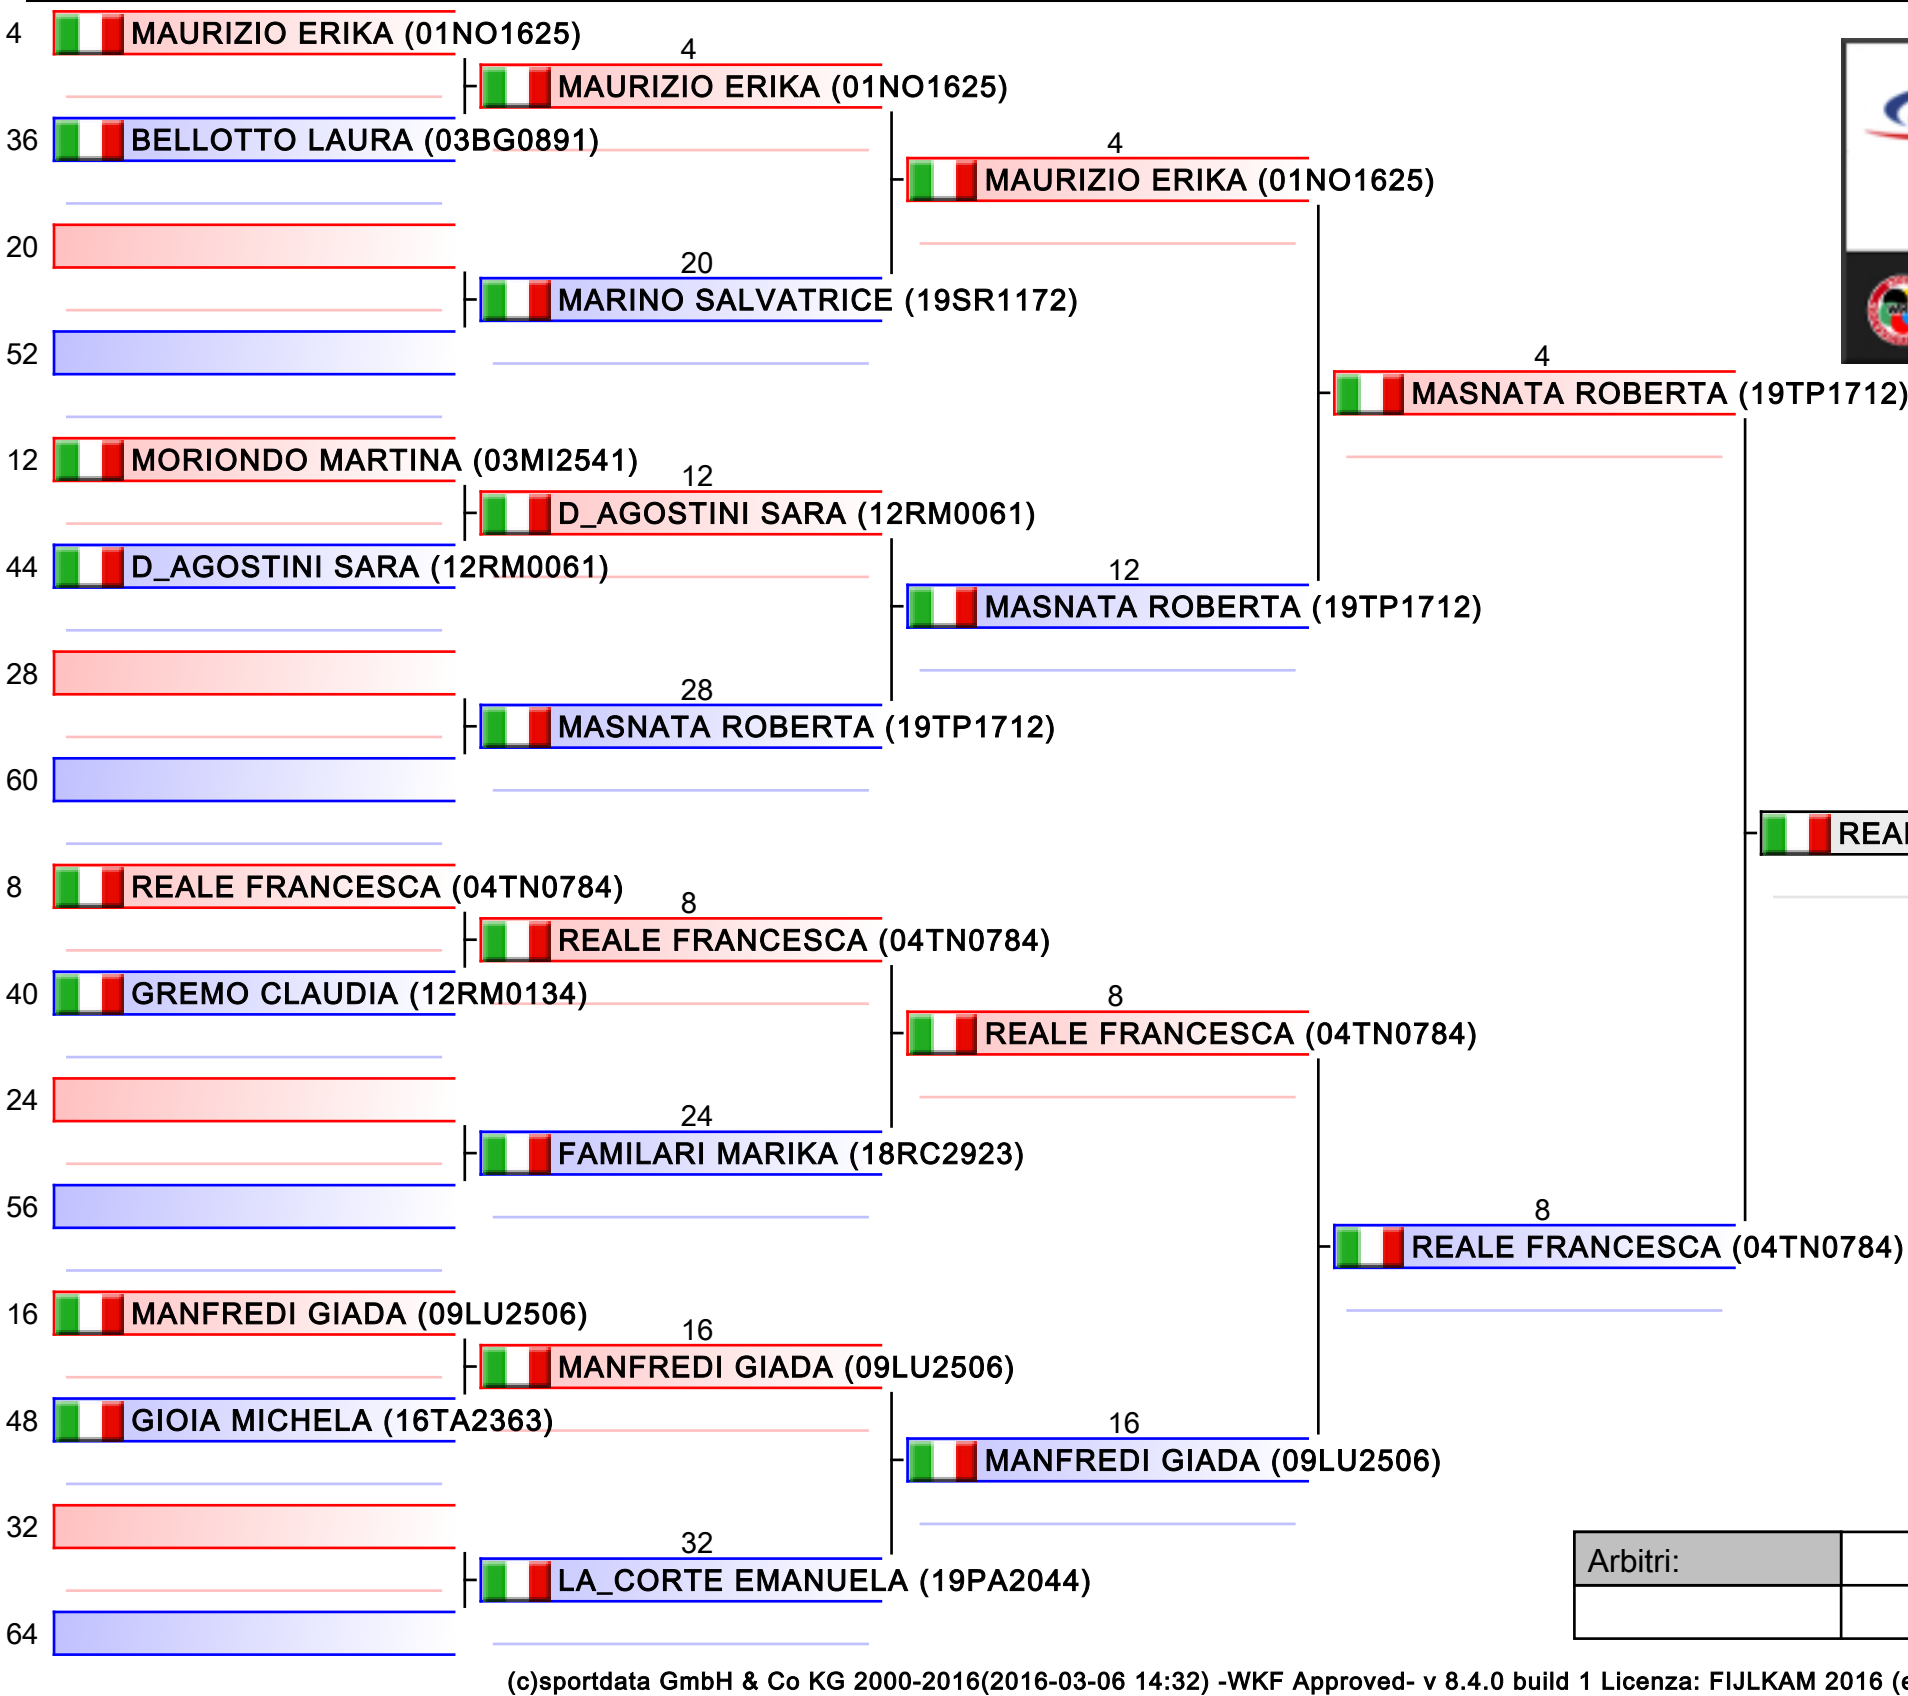 4 MAURIZIO ERIKA (01NO1625)
4
MAURIZIO ERIKA (01NO1625)
36 BELLOTTO LAURA (03BG0891)
4
MAURIZIO ERIKA (01NO1625)
20
20
MARINO SALVATRICE (19SR1172)
52
4
MASNATA ROBERTA (19TP1712)
12 MORIONDO MARTINA (03MI2541)
12
D_AGOSTINI SARA (12RM0061)
44 D_AGOSTINI SARA (12RM0061)
12
MASNATA ROBERTA (19TP1712)
28
28
MASNATA ROBERTA (19TP1712)
60
8 REALE FRANCESCA (04TN0784)
8
REALE FRANCESCA (04TN0784)
40 GREMO CLAUDIA (12RM0134)
8
REALE FRANCESCA (04TN0784)
24
24
FAMILARI MARIKA (18RC2923)
56
8
REALE FRANCESCA (04TN0784)
16 MANFREDI GIADA (09LU2506)
16
MANFREDI GIADA (09LU2506)
48 GIOIA MICHELA (16TA2363)
16
MANFREDI GIADA (09LU2506)
32
32
LA_CORTE EMANUELA (19PA2044)
64
Arbitri:
(c)sportdata GmbH & Co KG 2000-2016(2016-03-06 14:32) -WKF Approved- v 8.4.0 build 1 Licenza: FIJLKAM 2016 (